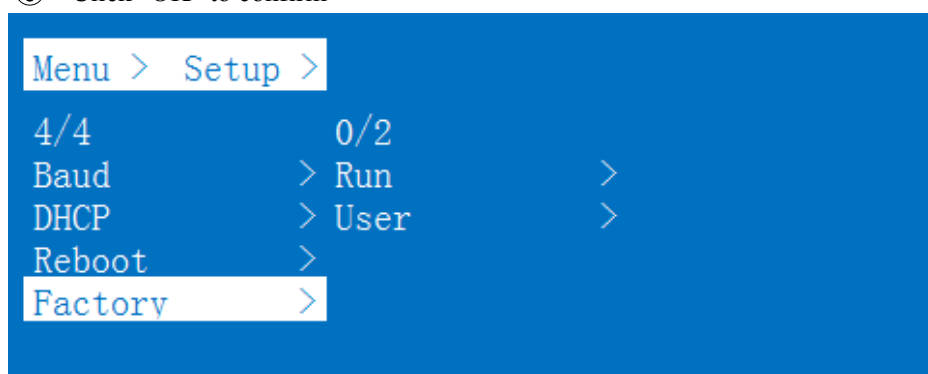 Menu > Setup >
4/4 0/2
Baud > Run >
DHCP > User >
Reboot >
Factory >